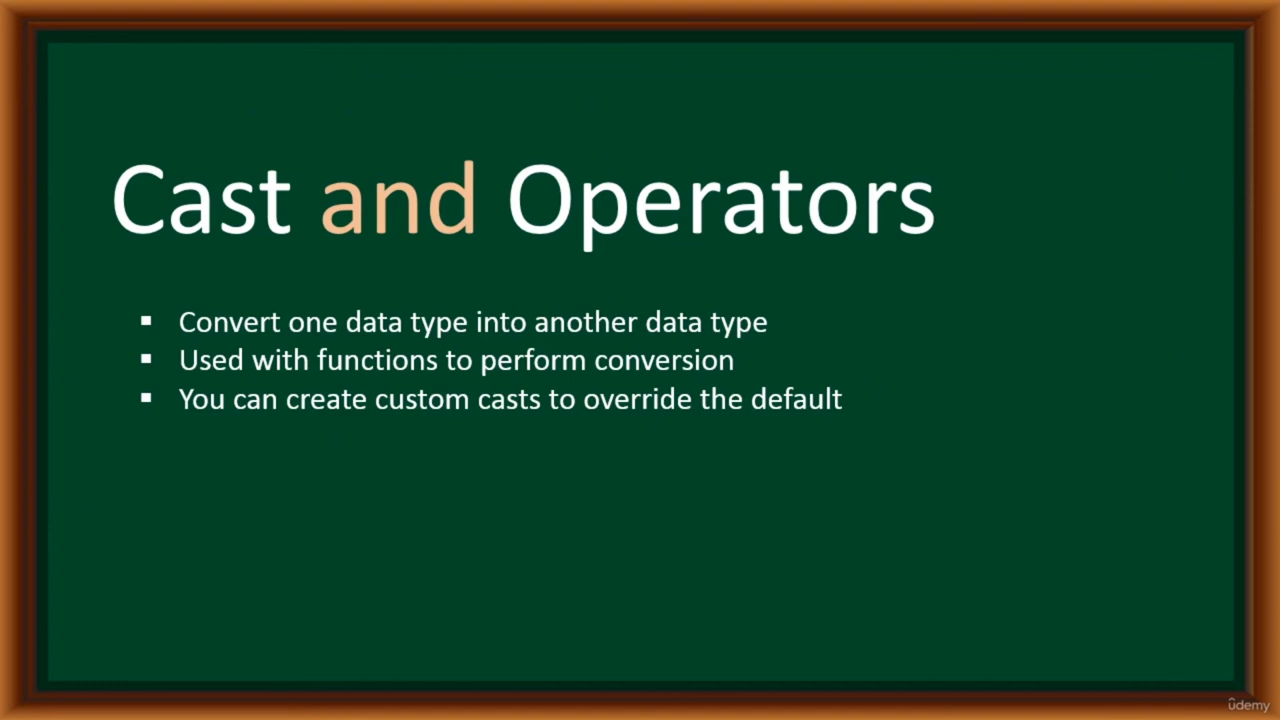 Cast and Operators
▪ Convert one data type into another data type
▪ Used with functions to perform conversion
▪ You can create custom casts to override the default
ûdemy